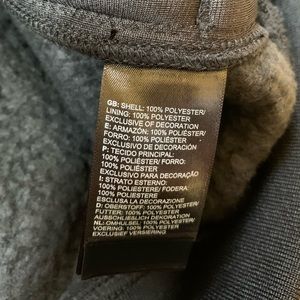 GB: SHELL: 100% POLYESTER/
LINING: 100% POLYESTER
EXCLUSIVE OF DECORATION
E: ARMAZÓN: 100% POLIÉSTER/
FORRO: 100% POLIÉSTER
EXCLUSIVO DE DECORACIÓN
P: TECIDO PRINCIPAL:
100% POLIÉSTER/ FORRO:
100% POLIÉSTER
EXCLUSIVO PARA DECORAÇÃO
I: STRATO ESTERNO:
100% POLIESTERE/ FODERA:
100% POLIESTERE
ESCLUSA LA DECORAZIONE
D: OBERSTOFF: 100% POLYESTER/
FUTTER: 100% POLYESTER
AUSSCHLIESLICH DEKORATION
NL: OMHULSEL: 100% POLYESTER/
VOERING: 100% POLYESTER
EXCLUSIEF VERSIERING